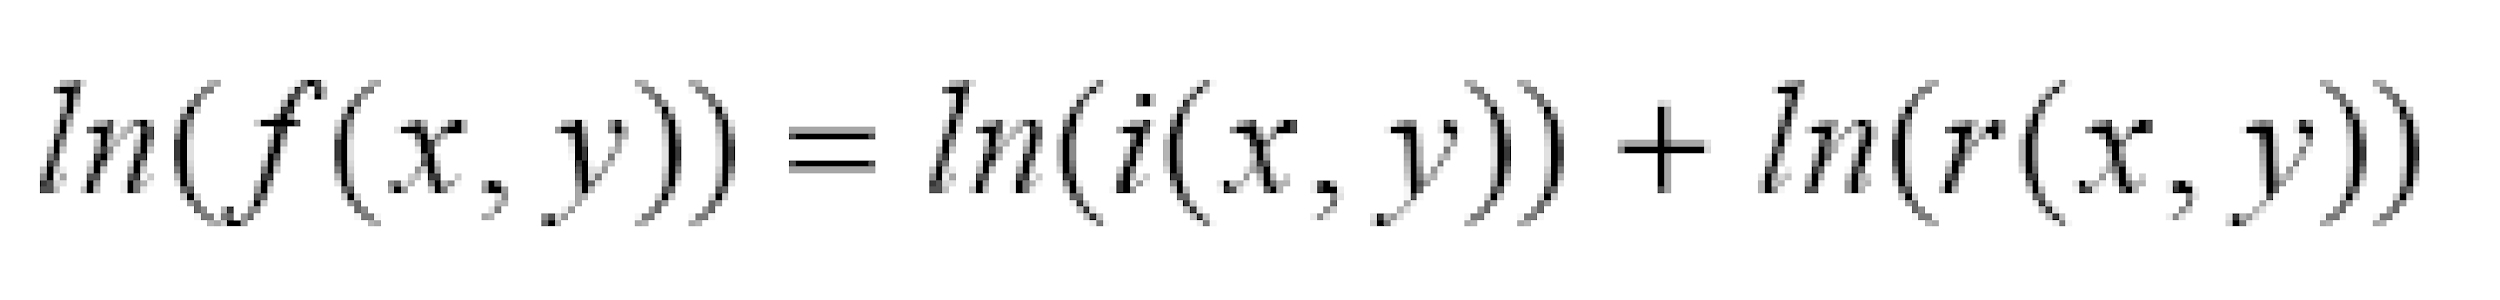 ln(f(x, y)) = ln(i(x, y)) + ln(r(x, y))